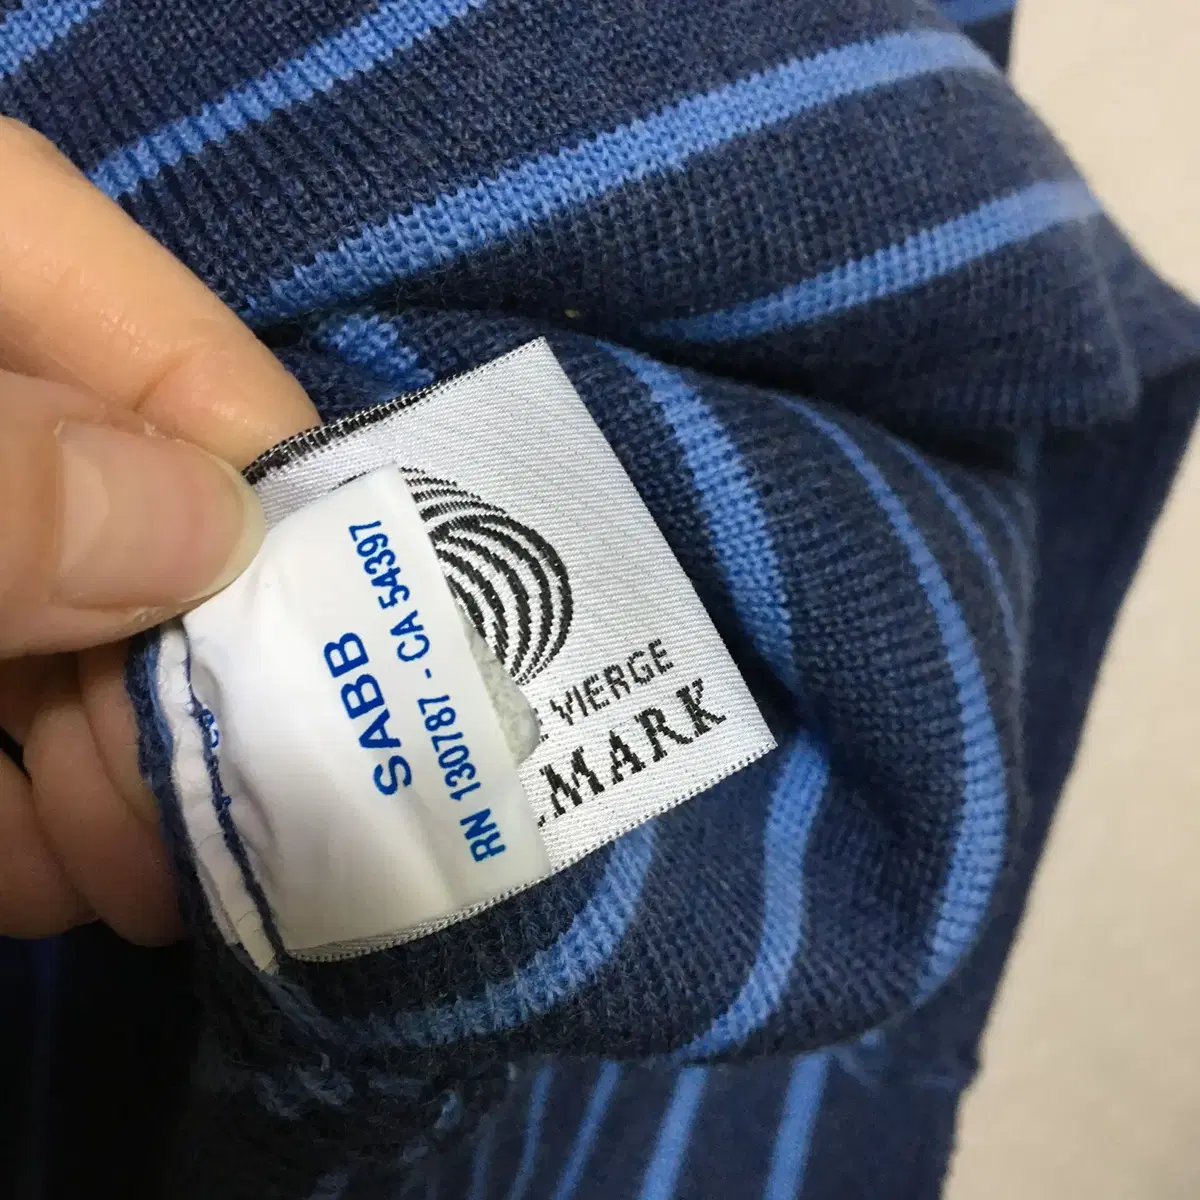 SABB
RN 130787 - CA 54397
VIERGE
MARK